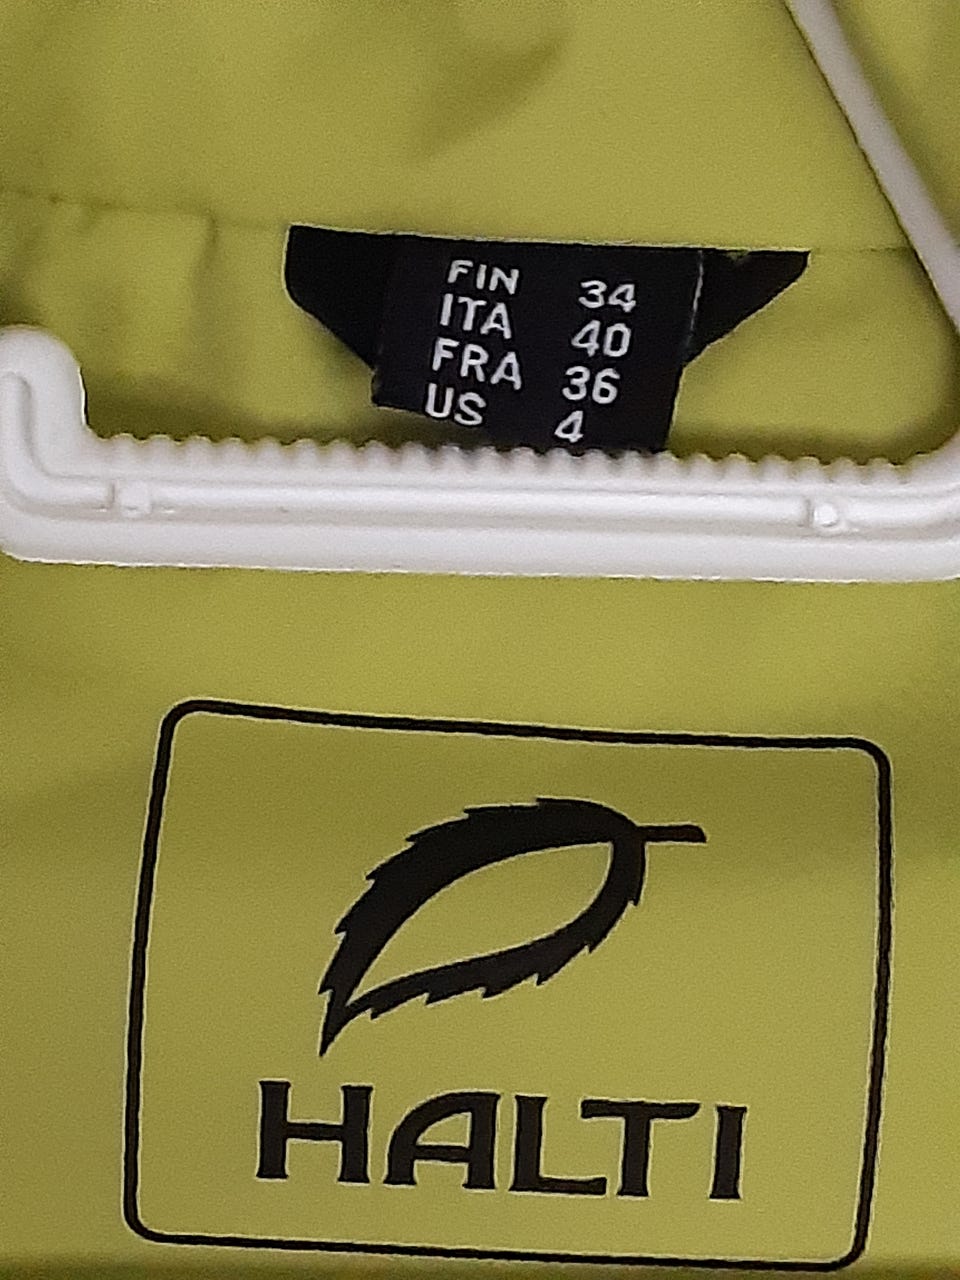 FIN 34
ITA 40
FRA 36
US 4
HALTI